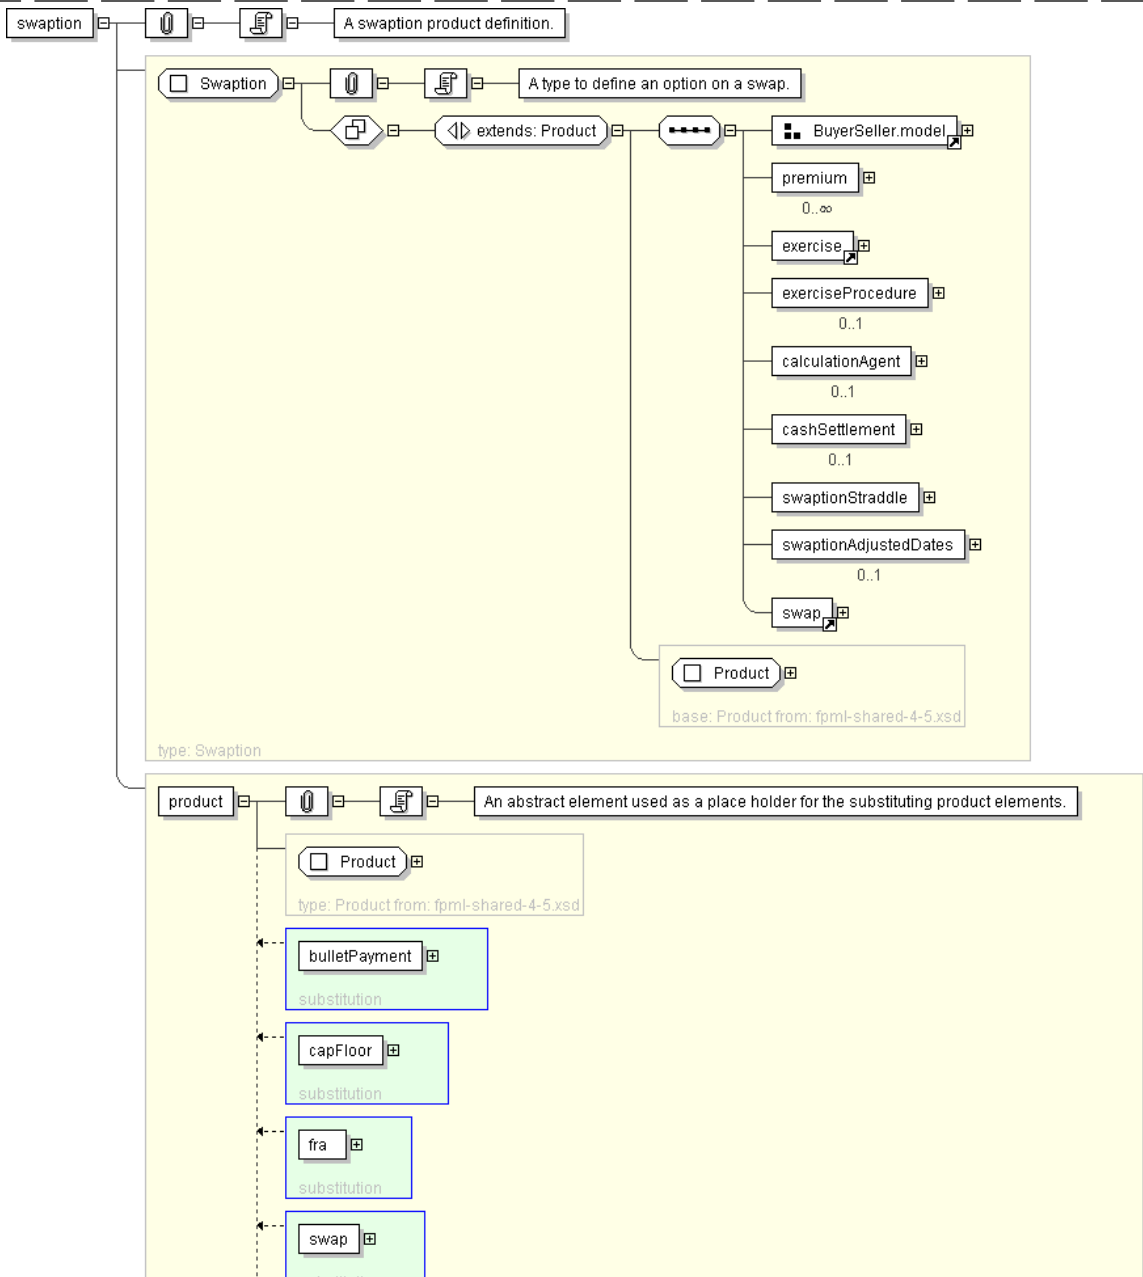 swaption
A swaption product definition.
Swaption
A type to define an option on a swap.
extends: Product
BuyerSeller.model
premium
0..∞
exercise
exerciseProcedure
0..1
calculationAgent
0..1
cashSettlement
0..1
swaptionStraddle
swaptionAdjustedDates
0..1
swap
Product
base: Product from: fpml-shared-4-5.xsd
type: Swaption
product
An abstract element used as a place holder for the substituting product elements.
Product
type: Product from: fpml-shared-4-5.xsd
bulletPayment
substitution
capFloor
substitution
fra
substitution
swap